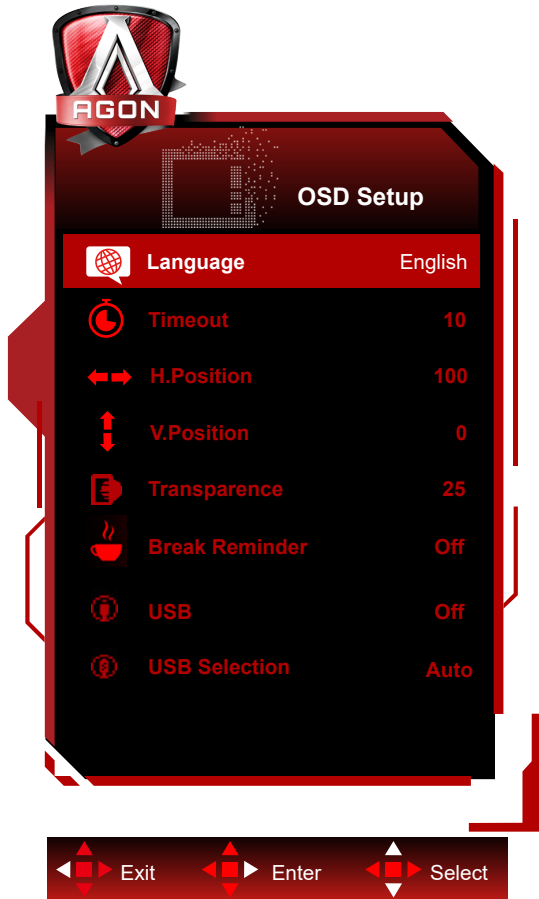 AGON
OSD Setup
Language English
Timeout 10
H.Position 100
V.Position 0
Transparence 25
Break Reminder Off
USB Off
USB Selection Auto
Exit Enter Select